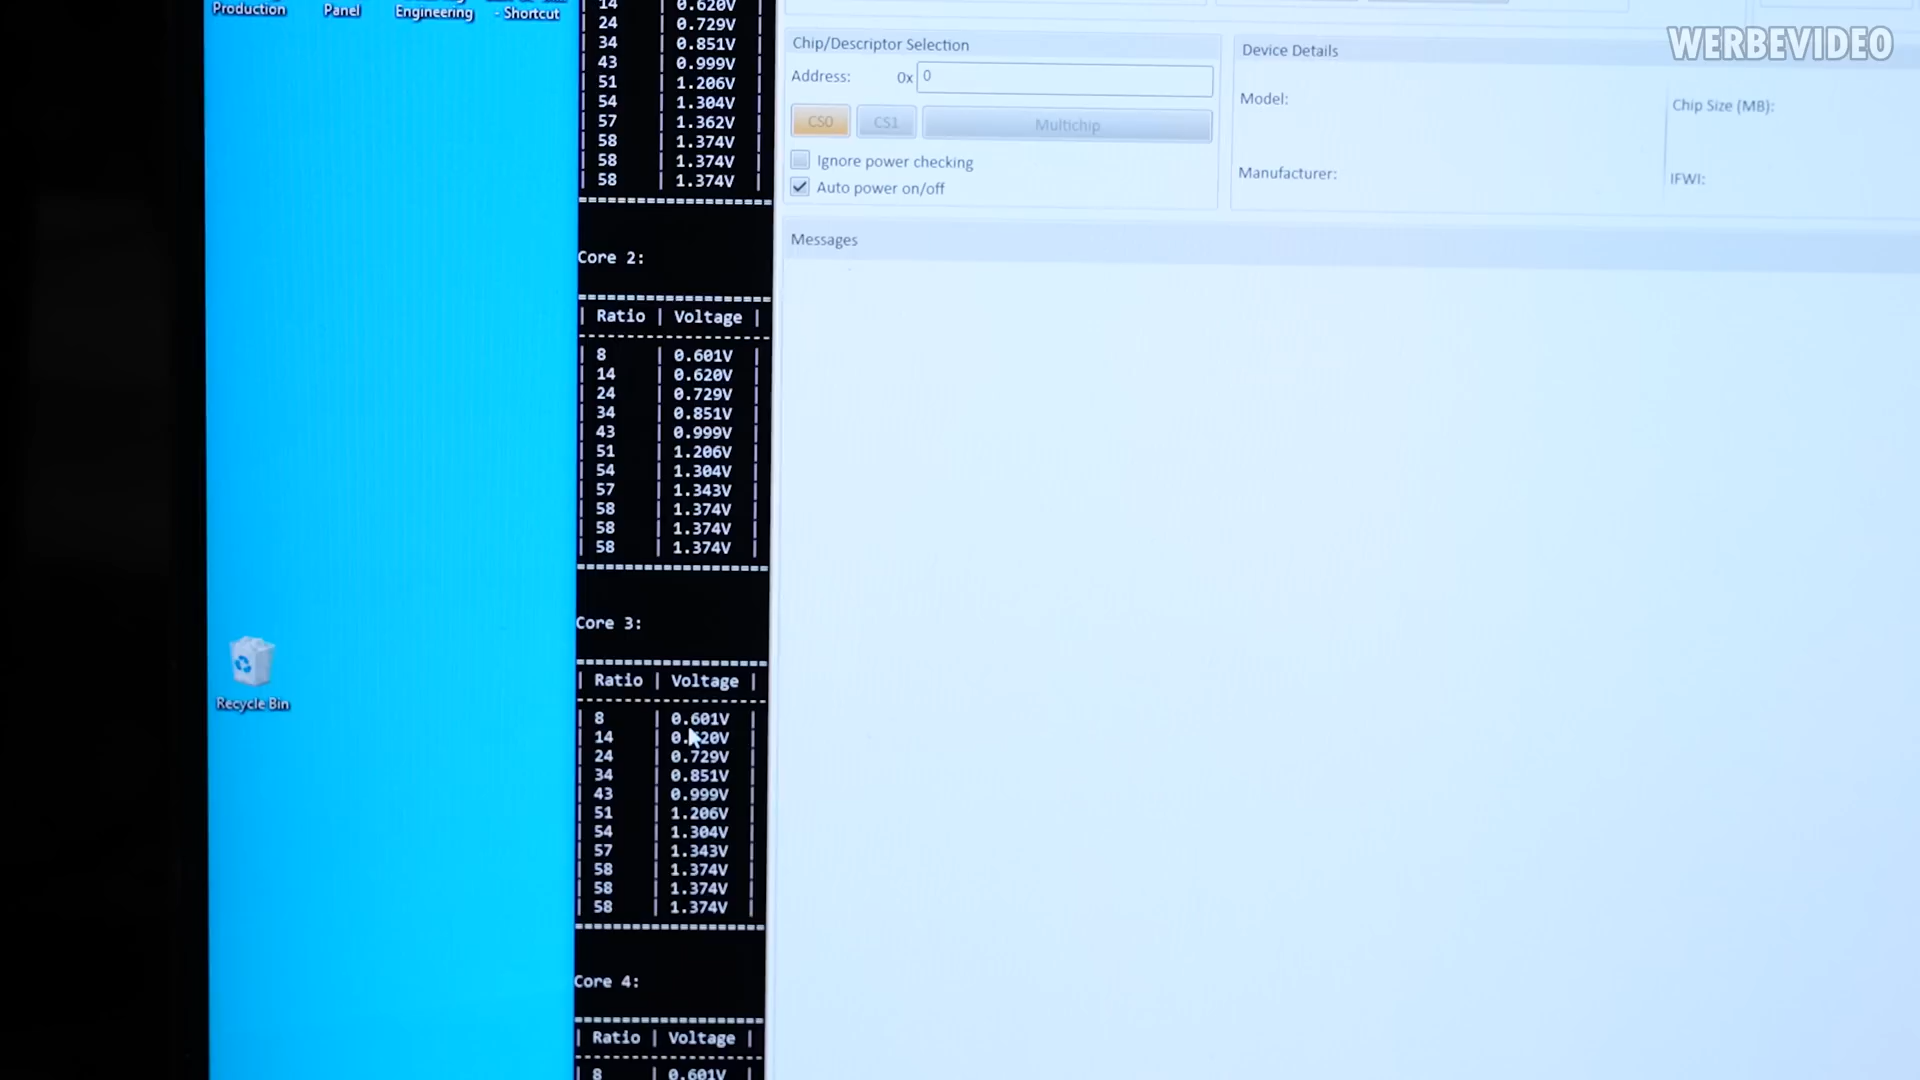 Production
Panel
Engineering
- Shortcut
14 | 0.620V |
| 24 | 0.729V |
| 34 | 0.851V |
| 43 | 0.999V |
| 51 | 1.206V |
| 54 | 1.304V |
| 57 | 1.362V |
| 58 | 1.374V |
| 58 | 1.374V |
| 58 | 1.374V |
Core 2:
| Ratio | Voltage |
| 8 | 0.601V |
| 14 | 0.620V |
| 24 | 0.729V |
| 34 | 0.851V |
| 43 | 0.999V |
| 51 | 1.206V |
| 54 | 1.304V |
| 57 | 1.343V |
| 58 | 1.374V |
| 58 | 1.374V |
| 58 | 1.374V |
Core 3:
| Ratio | Voltage |
| 8 | 0.601V |
| 14 | 0.620V |
| 24 | 0.729V |
| 34 | 0.851V |
| 43 | 0.999V |
| 51 | 1.206V |
| 54 | 1.304V |
| 57 | 1.343V |
| 58 | 1.374V |
| 58 | 1.374V |
| 58 | 1.374V |
Core 4:
| Ratio | Voltage |
| 8 | 0.601V |
Recycle Bin
Chip/Descriptor Selection
Address: 0x 0
CS0 CS1 Multichip
Ignore power checking
Auto power on/off
Device Details
Model:
Chip Size (MB):
Manufacturer:
IFWI:
Messages
WERBEVIDEO